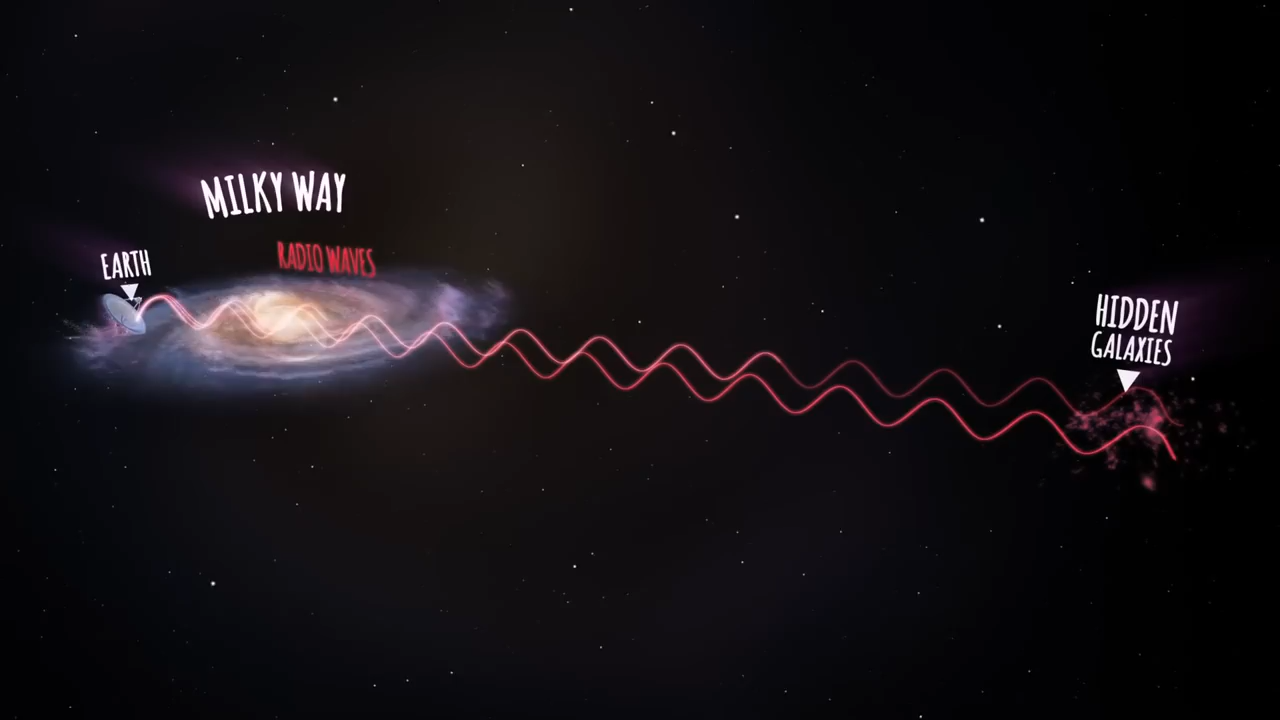 MILKY WAY
RADIO WAVES
EARTH
HIDDEN
GALAXIES